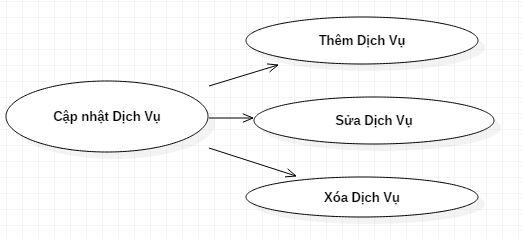 Thêm Dịch Vụ
Cập nhật Dịch Vụ
Sửa Dịch Vụ
Xóa Dịch Vụ